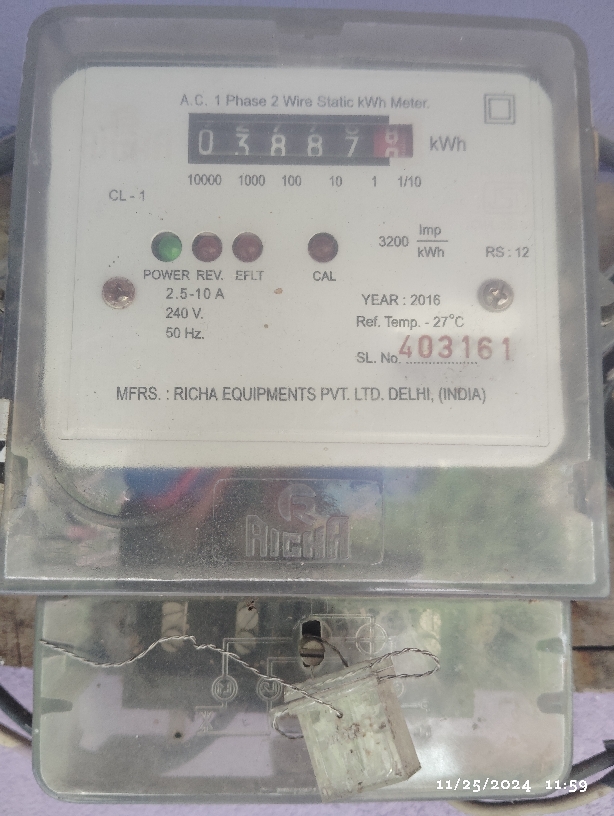 A.C. 1 Phase 2 Wire Static kWh Meter.
0 3 8 8 7 8 kWh
10000 1000 100 10 1 1/10
CL - 1
3200 Imp
kWh
RS : 12
POWER REV. EFLT CAL
2.5-10 A
240 V.
50 Hz.
YEAR : 2016
Ref. Temp. - 27°C
SL. No. 403161
MFRS. : RICHA EQUIPMENTS PVT. LTD. DELHI, (INDIA)
R
RICHA
11/25/2024 11:59